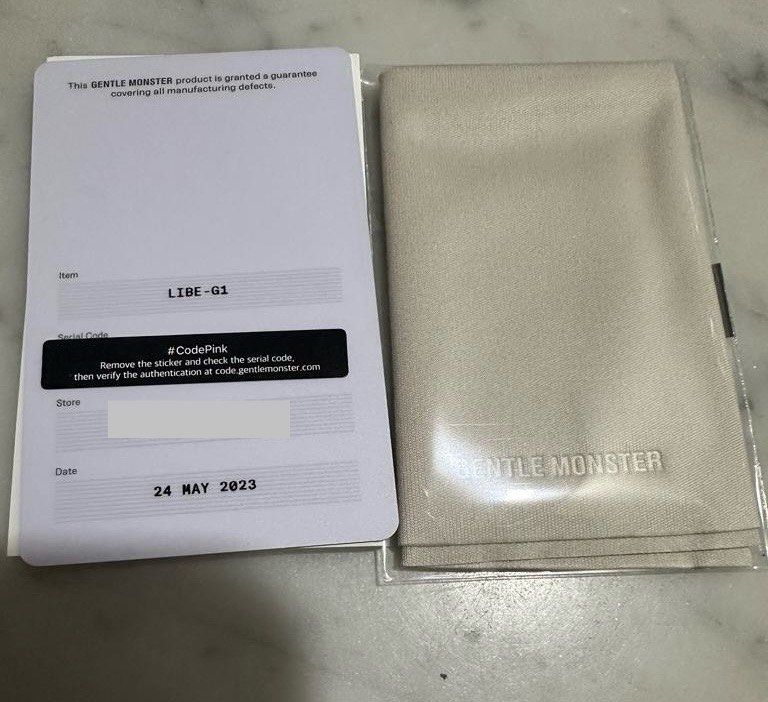 This GENTLE MONSTER product is granted a guarantee
covering all manufacturing defects.
Item
LIBE-G1
Serial Code
#CodePink
Remove the sticker and check the serial code,
then verify the authentication at code.gentlemonster.com
Store
Date
24 MAY 2023
GENTLE MONSTER